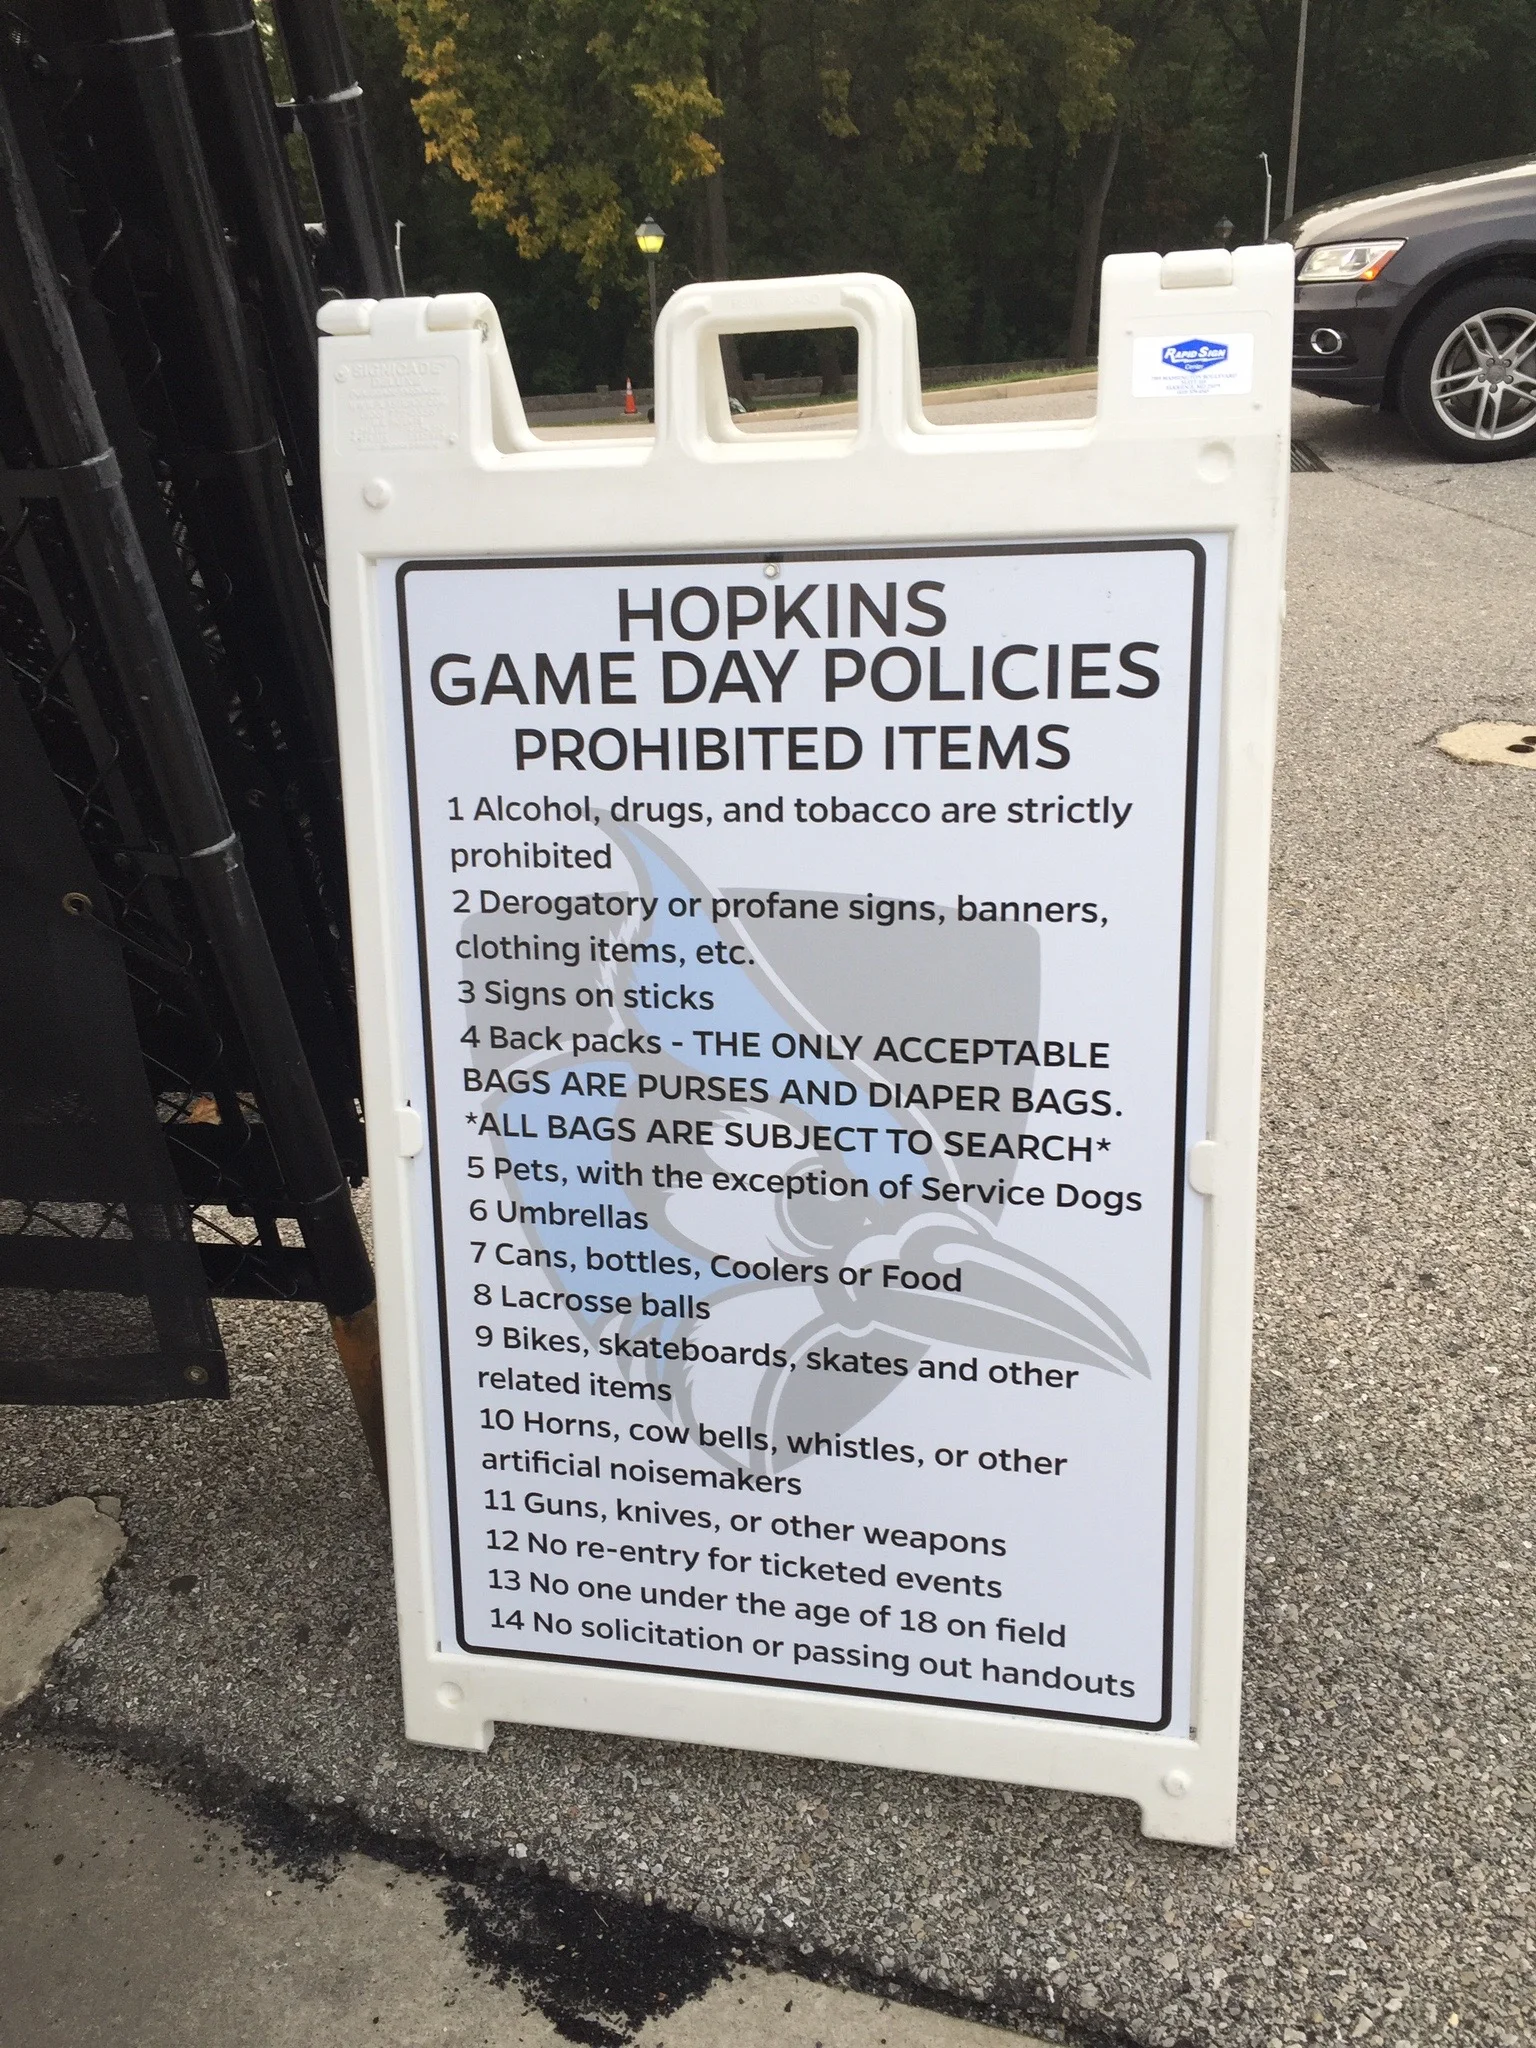 SIGNICADE
RAPID SIGN
Center
HOPKINS
GAME DAY POLICIES
PROHIBITED ITEMS
1 Alcohol, drugs, and tobacco are strictly
prohibited
2 Derogatory or profane signs, banners,
clothing items, etc.
3 Signs on sticks
4 Back packs - THE ONLY ACCEPTABLE
BAGS ARE PURSES AND DIAPER BAGS.
*ALL BAGS ARE SUBJECT TO SEARCH*
5 Pets, with the exception of Service Dogs
6 Umbrellas
7 Cans, bottles, Coolers or Food
8 Lacrosse balls
9 Bikes, skateboards, skates and other
related items
10 Horns, cow bells, whistles, or other
artificial noisemakers
11 Guns, knives, or other weapons
12 No re-entry for ticketed events
13 No one under the age of 18 on field
14 No solicitation or passing out handouts